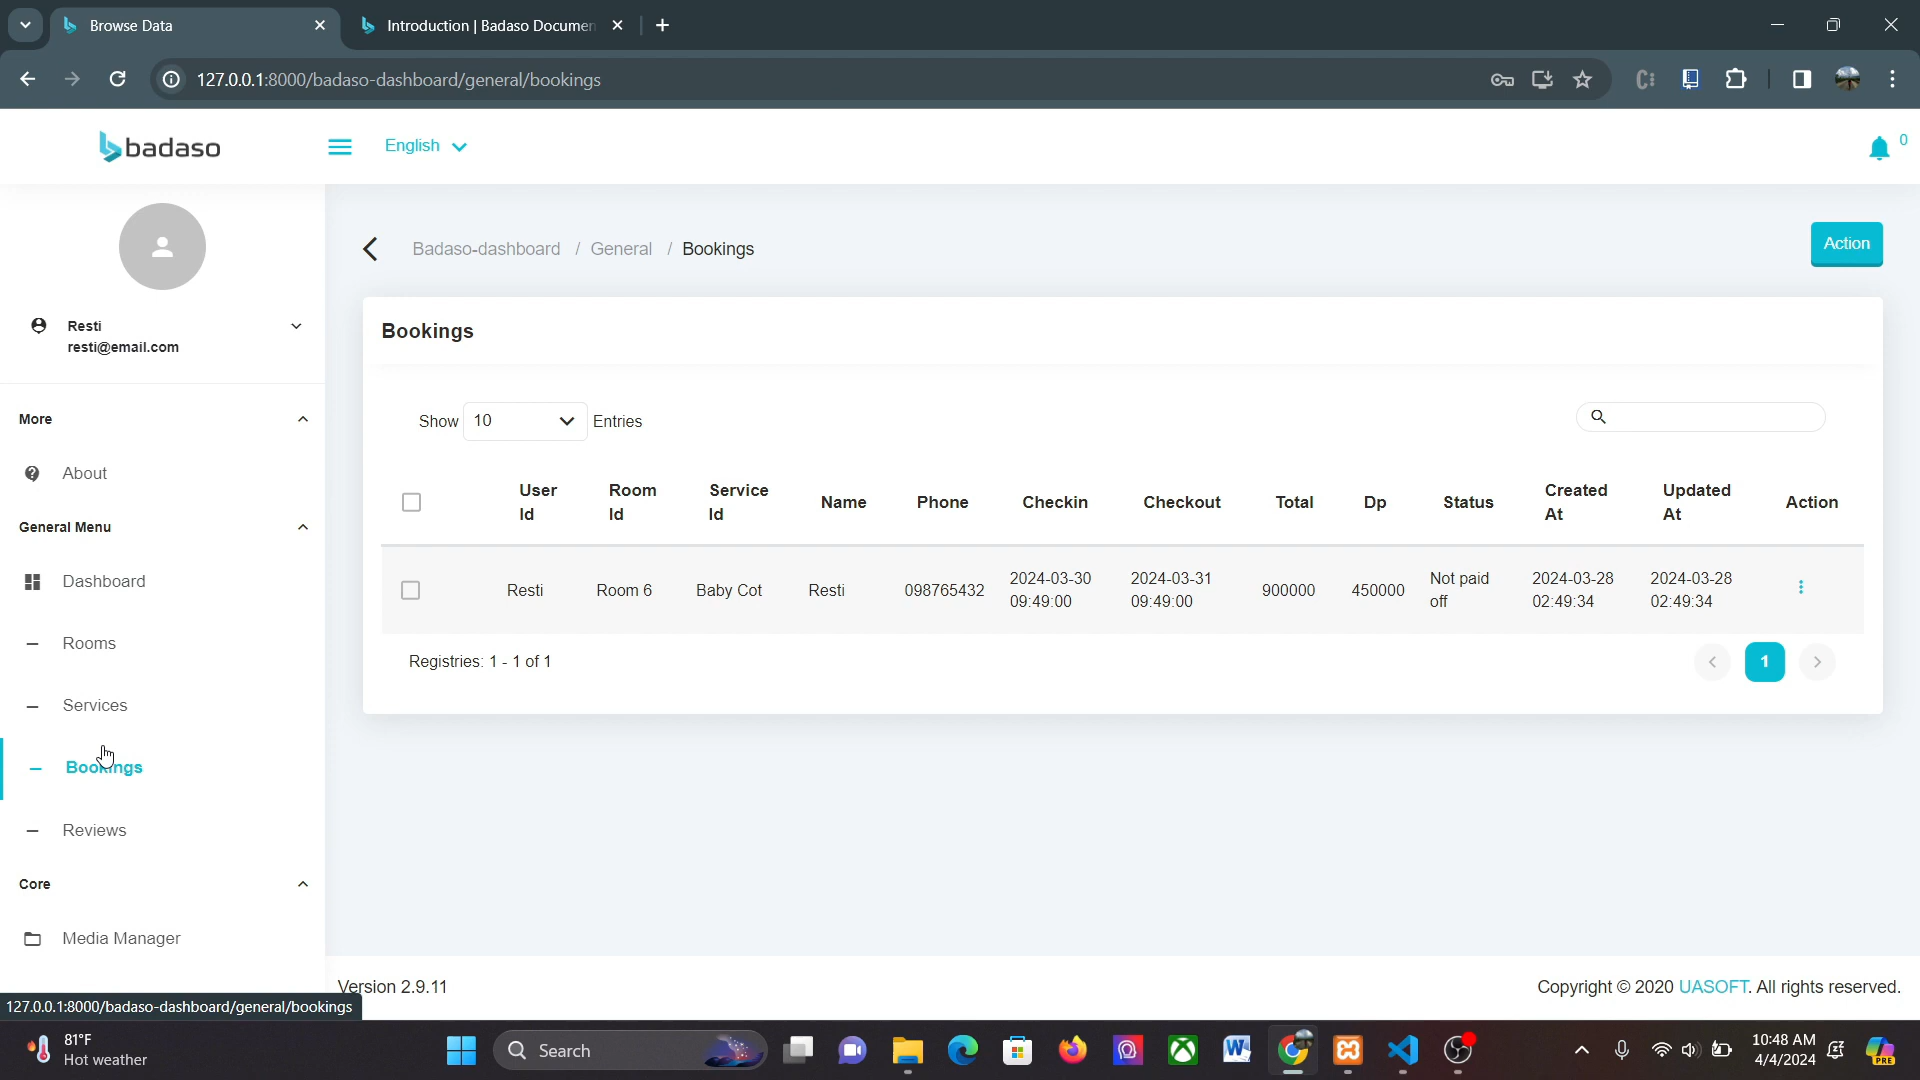 Browse Data
Introduction | Badaso Documen
127.0.0.1:8000/badaso-dashboard/general/bookings
badaso
English
0
Badaso-dashboard / General / Bookings
Action
Resti
resti@email.com
More
About
General Menu
Dashboard
Rooms
Services
Bookings
Reviews
Core
Media Manager
Bookings
Show 10 Entries
User Id
Room Id
Service Id
Name
Phone
Checkin
Checkout
Total
Dp
Status
Created At
Updated At
Action
Resti
Room 6
Baby Cot
Resti
098765432
2024-03-30 09:49:00
2024-03-31 09:49:00
900000
450000
Not paid off
2024-03-28 02:49:34
2024-03-28 02:49:34
Registries: 1 - 1 of 1
1
Version 2.9.11
Copyright © 2020 UASOFT. All rights reserved.
127.0.0.1:8000/badaso-dashboard/general/bookings
81°F
Hot weather
Search
10:48 AM
4/4/2024
PRE